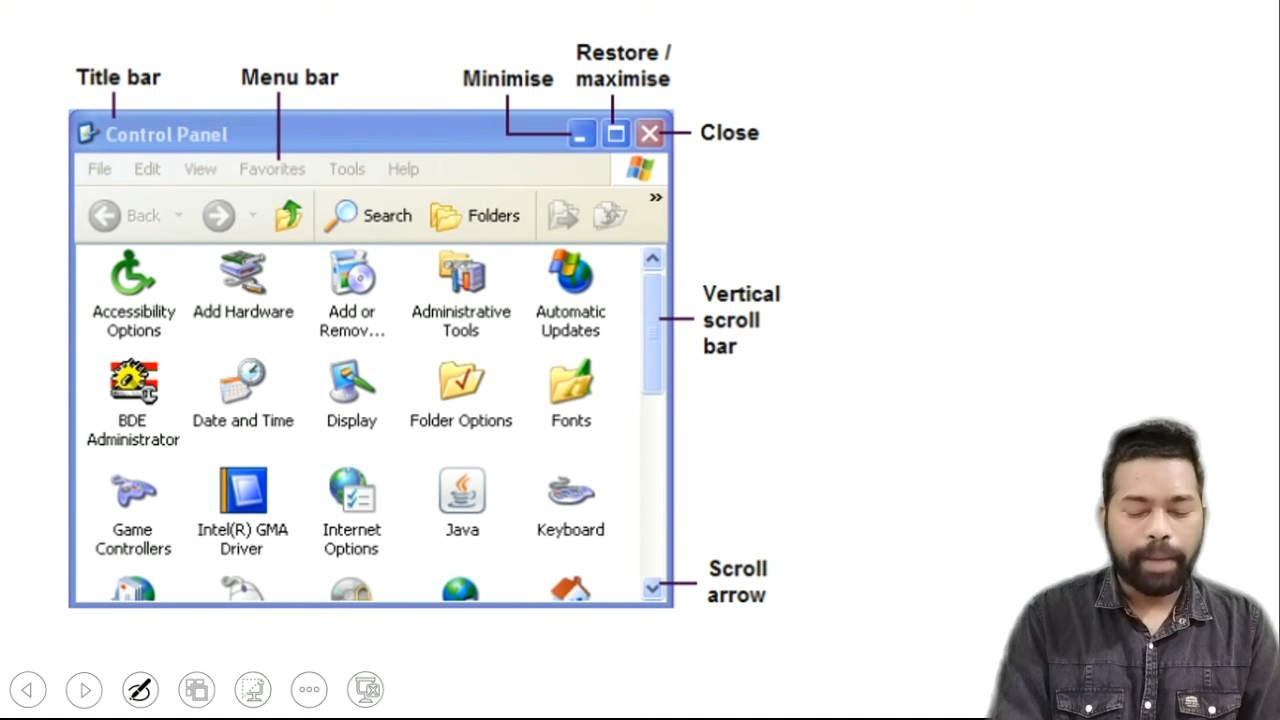 Restore /
maximise
Title bar
Menu bar
Minimise
Control Panel
Close
File Edit View Favorites Tools Help
Back Search Folders »
Accessibility
Options
Add Hardware
Add or
Remov...
Administrative
Tools
Automatic
Updates
Vertical
scroll
bar
BDE
Administrator
Date and Time
Display
Folder Options
Fonts
Game
Controllers
Intel(R) GMA
Driver
Internet
Options
Java
Keyboard
Scroll
arrow